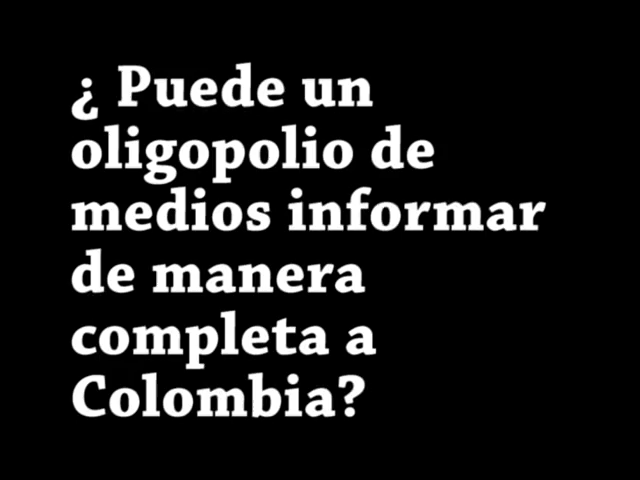 ¿ Puede un
oligopolio de
medios informar
de manera
completa a
Colombia?